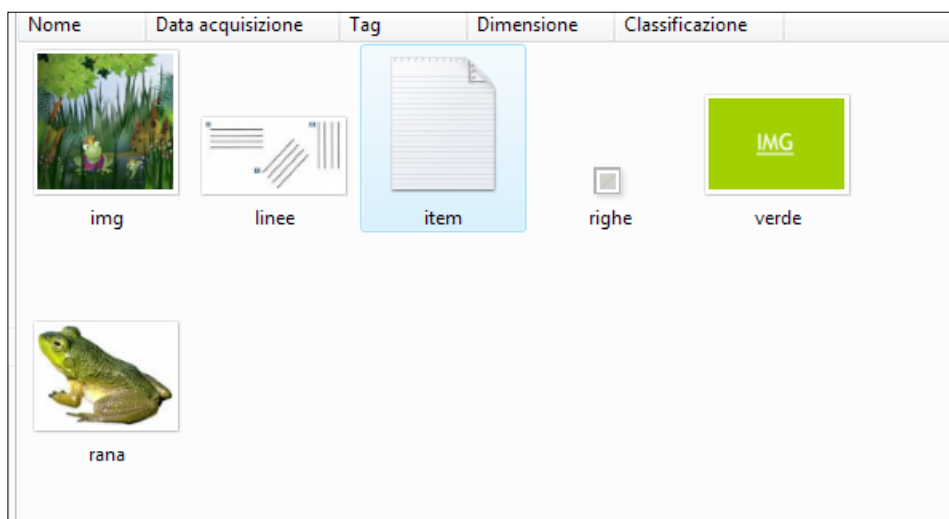 Nome Data acquisizione Tag Dimensione Classificazione
IMG
img linee item righe verde
rana